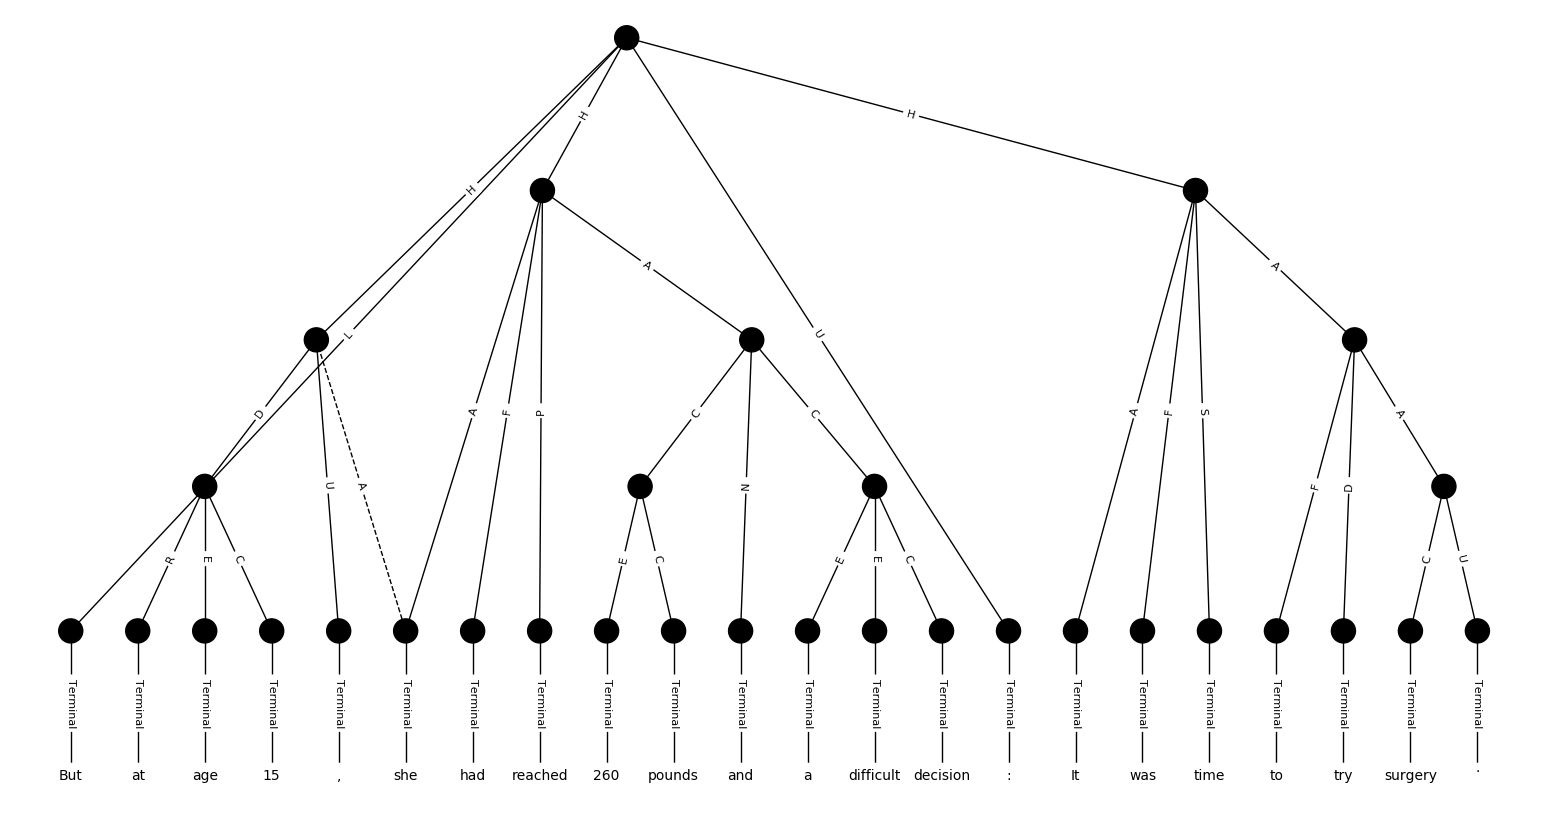 H
H
H
L
A
A
U
D
A
F
P
C
C
A
F
S
A
U
A
N
F
D
R
E
C
E
C
E
E
C
C
U
Terminal Terminal Terminal Terminal Terminal Terminal Terminal Terminal Terminal Terminal Terminal Terminal Terminal Terminal Terminal Terminal Terminal Terminal Terminal Terminal Terminal Terminal
But at age 15 , she had reached 260 pounds and a difficult decision : It was time to try surgery .